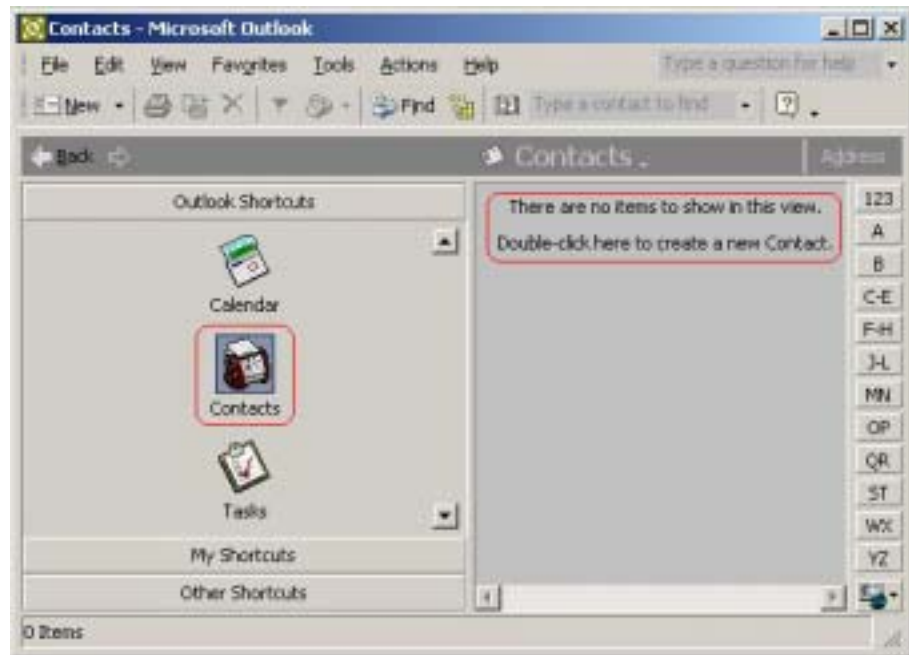 Contacts - Microsoft Outlook
File Edit View Favorites Tools Actions Help Type a question for help
New Find Type a contact to find
Back Contacts Address
Outlook Shortcuts
Calendar
Contacts
Tasks
My Shortcuts
Other Shortcuts
There are no items to show in this view.
Double-click here to create a new Contact.
123
A
B
C-E
F-H
J-L
MN
OP
QR
ST
WX
YZ
0 Items